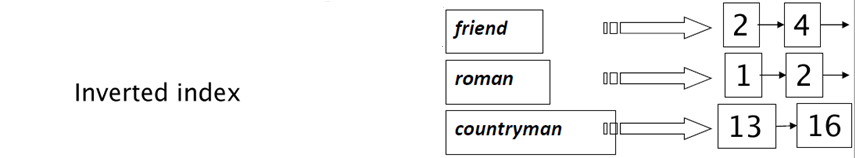 friend 2 4
roman 1 2
Inverted index
countryman 13 16